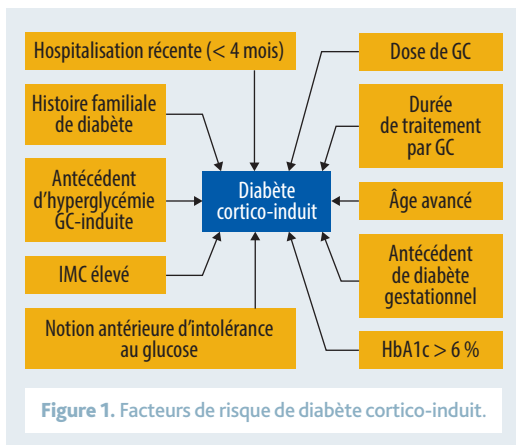 Hospitalisation récente (< 4 mois)
Histoire familiale
de diabète
Antécédent
d'hyperglycémie
GC-induite
IMC élevé
Notion antérieure d'intolérance
au glucose
Diabète
cortico-induit
Dose de GC
Durée
de traitement
par GC
Âge avancé
Antécédent
de diabète
gestationnel
HbA1c > 6 %
Figure 1. Facteurs de risque de diabète cortico-induit.